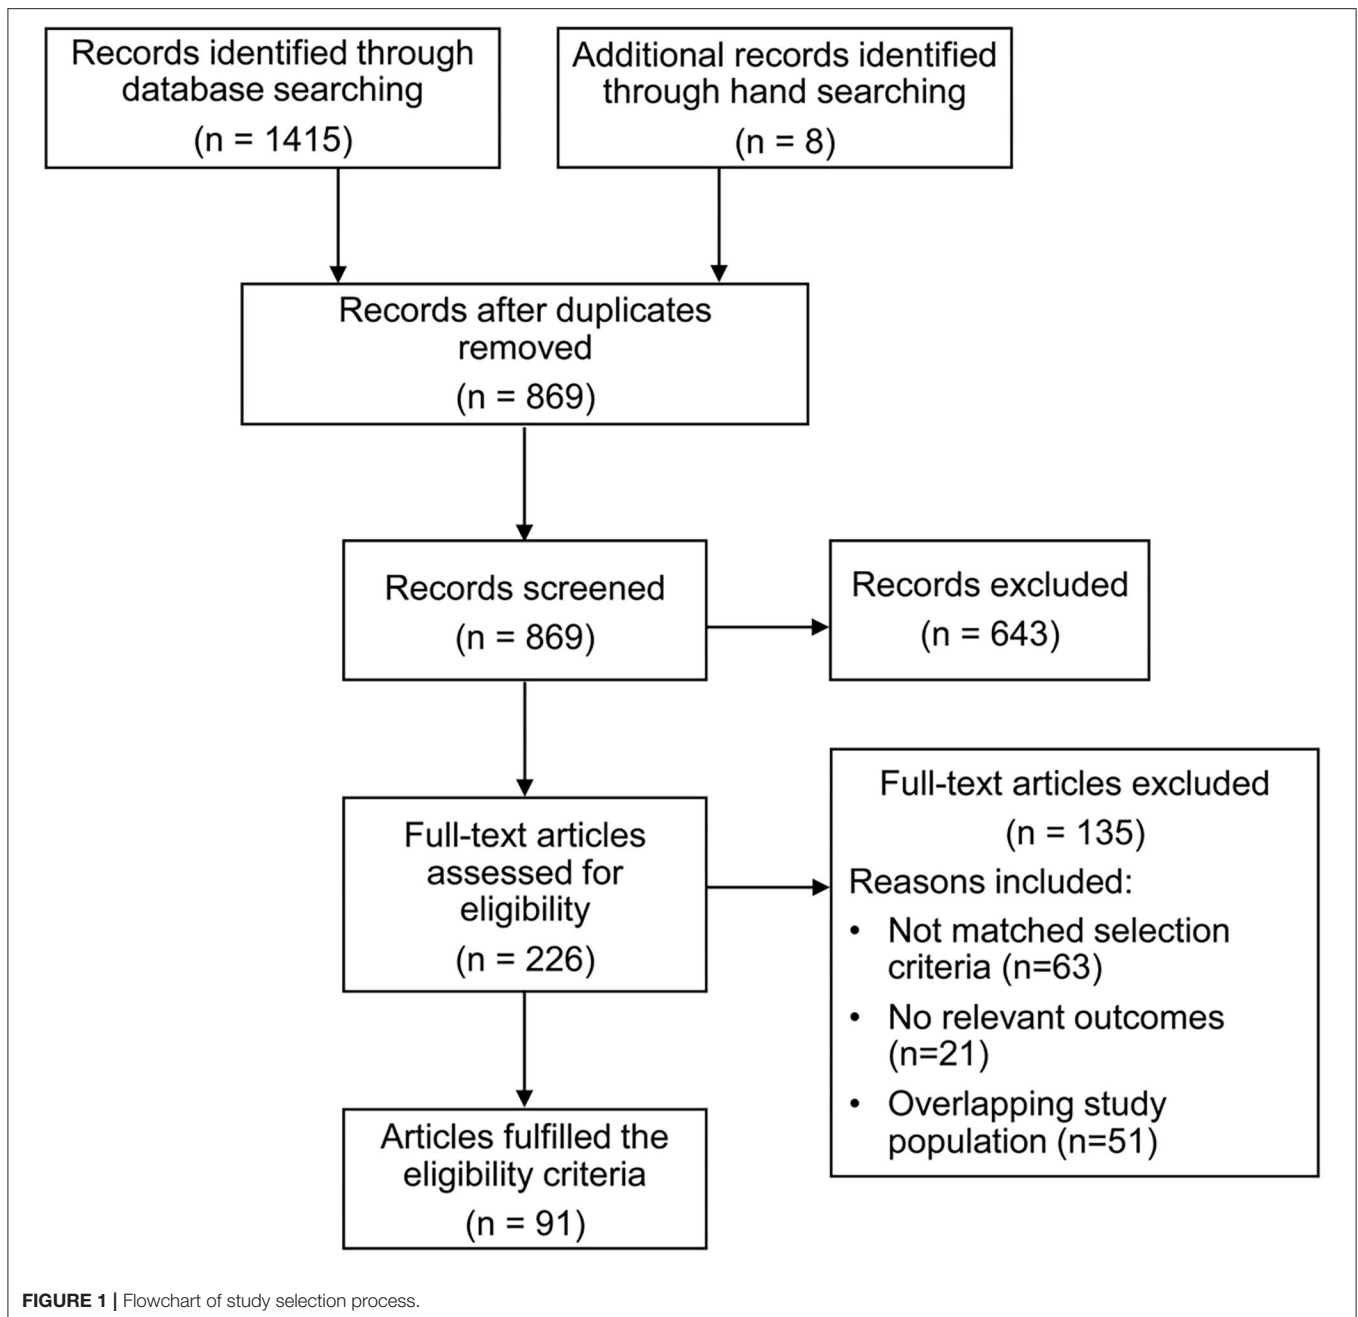 Records identified through
database searching
(n = 1415)
Additional records identified
through hand searching
(n = 8)
Records after duplicates
removed
(n = 869)
Records screened
(n = 869)
Records excluded
(n = 643)
Full-text articles
assessed for
eligibility
(n = 226)
Full-text articles excluded
(n = 135)
Reasons included:
• Not matched selection
criteria (n=63)
• No relevant outcomes
(n=21)
• Overlapping study
population (n=51)
Articles fulfilled the
eligibility criteria
(n = 91)
FIGURE 1 | Flowchart of study selection process.